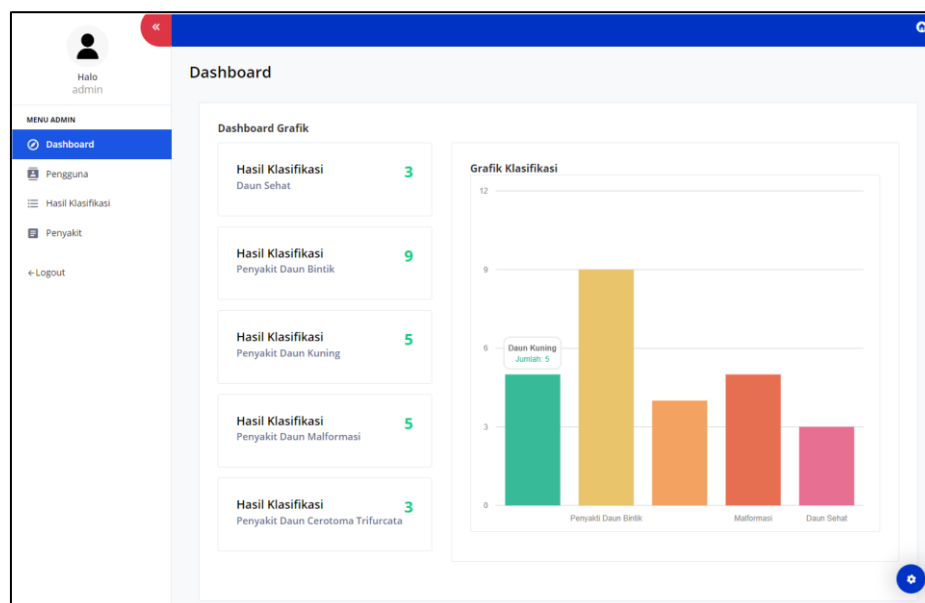 «
Halo
admin
MENU ADMIN
Dashboard
Pengguna
Hasil Klasifikasi
Penyakit
←Logout
Dashboard
Dashboard Grafik
Hasil Klasifikasi
3
Daun Sehat
Hasil Klasifikasi
9
Penyakit Daun Bintik
Hasil Klasifikasi
5
Penyakit Daun Kuning
Hasil Klasifikasi
5
Penyakit Daun Malformasi
Hasil Klasifikasi
3
Penyakit Daun Cerotoma Trifurcata
Grafik Klasifikasi
12
9
6
3
0
Daun Kuning
Jumlah: 5
Penyakti Daun Bintik
Malformasi
Daun Sehat